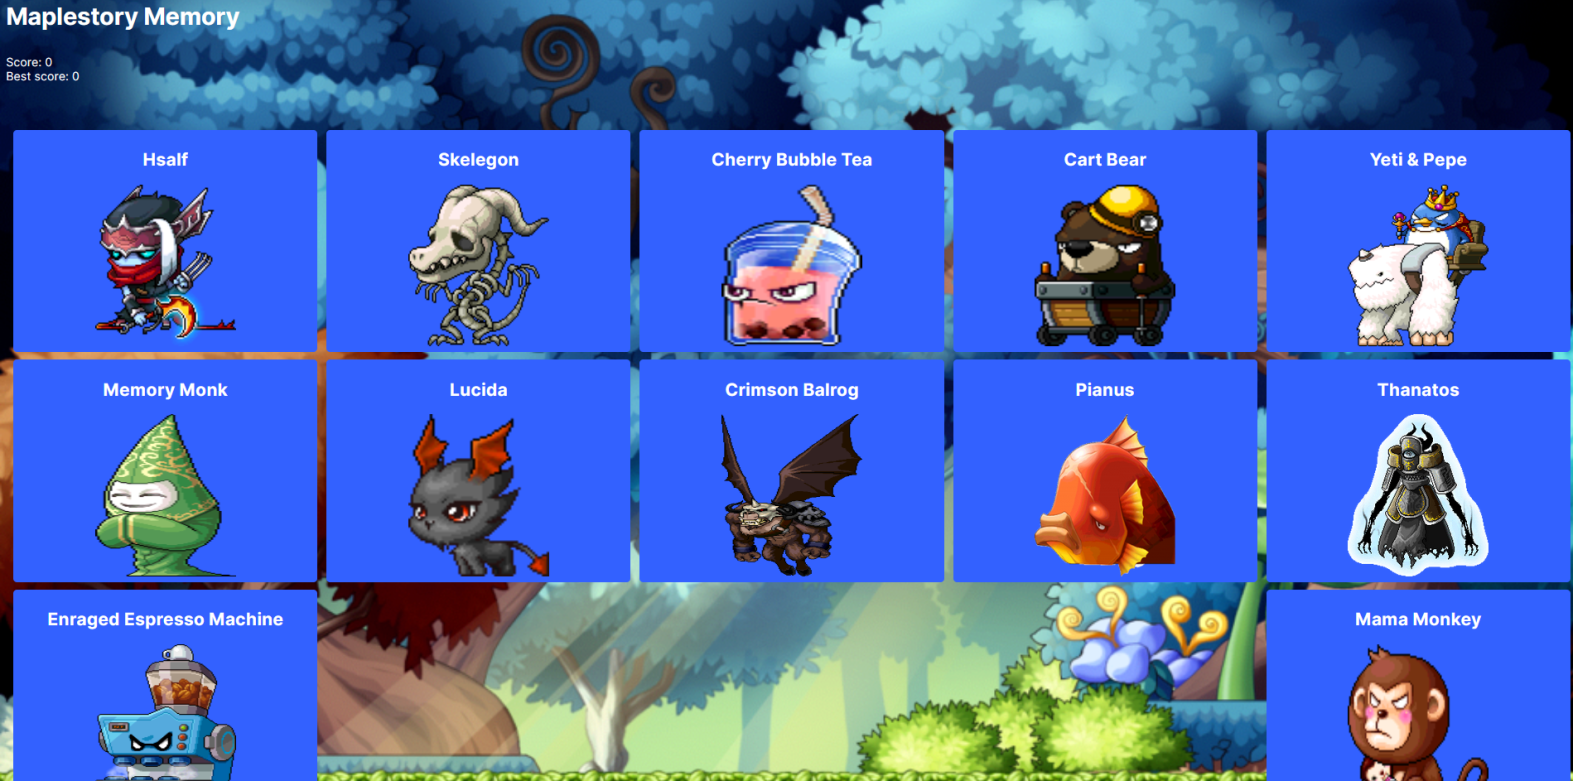 Maplestory Memory
Score: 0
Best score: 0
Hsalf
Skelegon
Cherry Bubble Tea
Cart Bear
Yeti & Pepe
Memory Monk
Lucida
Crimson Balrog
Pianus
Thanatos
Enraged Espresso Machine
Mama Monkey